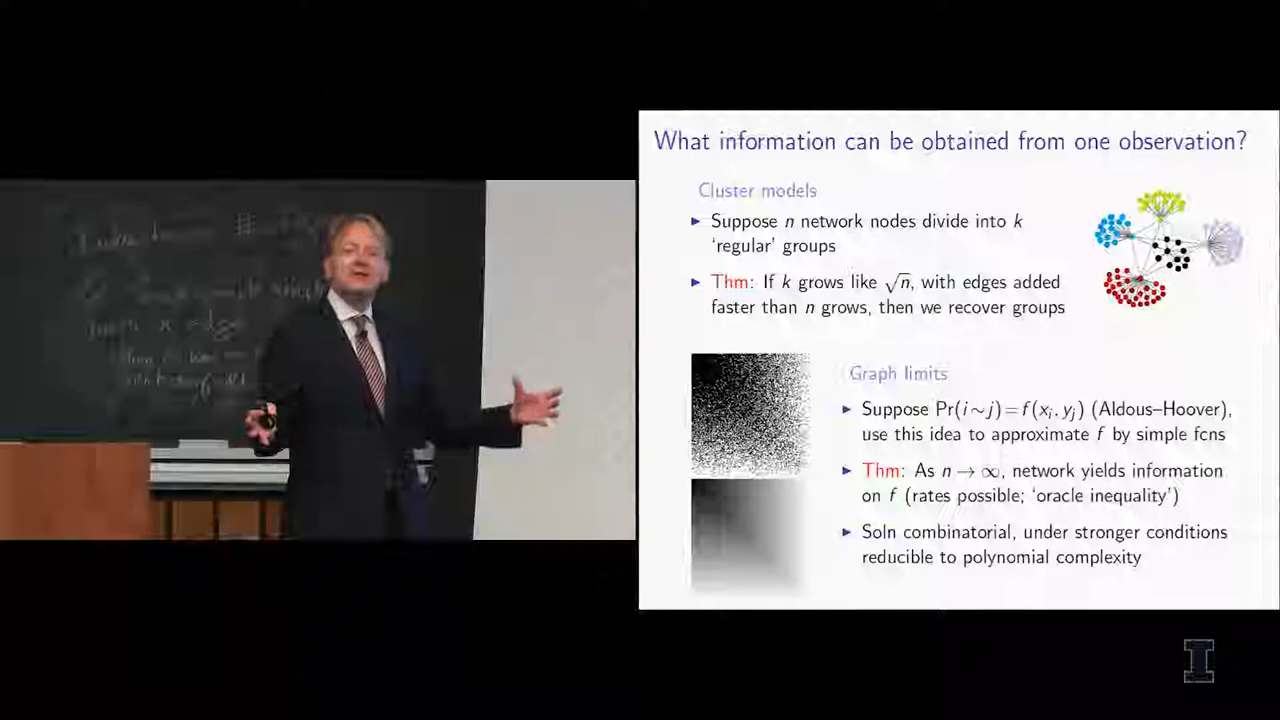 What information can be obtained from one observation?
Cluster models
▶ Suppose n network nodes divide into k
'regular' groups
▶ Thm: If k grows like √n, with edges added
faster than n grows, then we recover groups
Graph limits
▶ Suppose Pr(i∼j)=f(xi, yj) (Aldous–Hoover),
use this idea to approximate f by simple fcns
▶ Thm: As n → ∞, network yields information
on f (rates possible; 'oracle inequality')
▶ Soln combinatorial, under stronger conditions
reducible to polynomial complexity
I